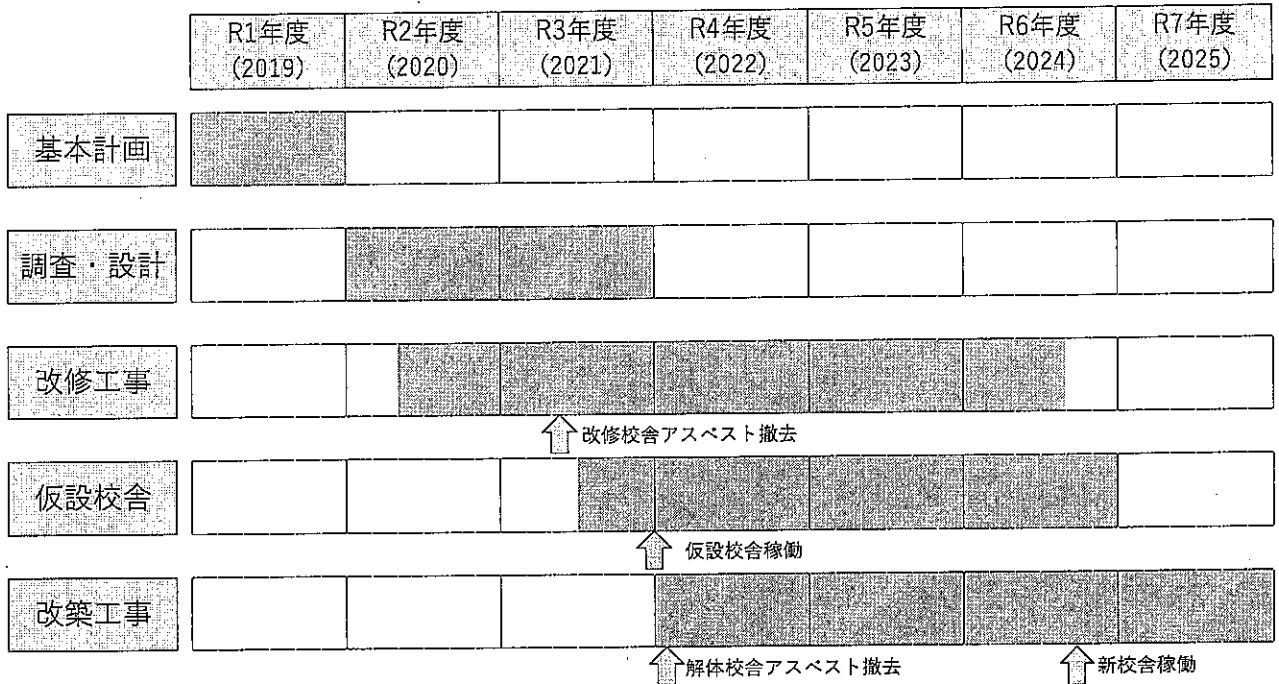 R1年度
(2019)
R2年度
(2020)
R3年度
(2021)
R4年度
(2022)
R5年度
(2023)
R6年度
(2024)
R7年度
(2025)
基本計画
調査・設計
改修工事
改修校舎アスベスト撤去
仮設校舎
仮設校舎稼働
改築工事
解体校舎アスベスト撤去
新校舎稼働